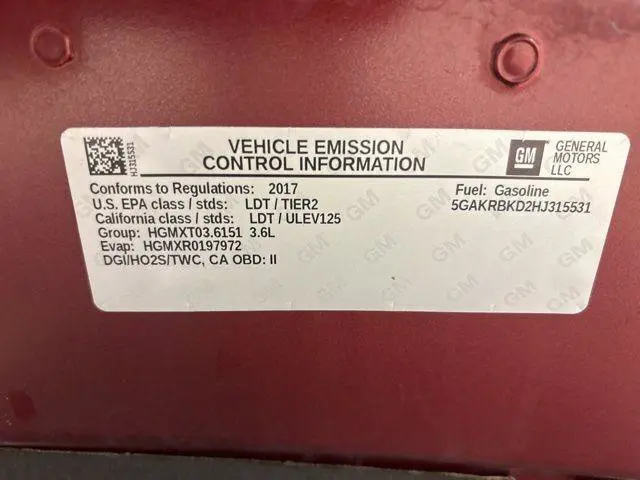 HJ315531
VEHICLE EMISSION
CONTROL INFORMATION
GM
GENERAL
MOTORS
LLC
Conforms to Regulations: 2017
U.S. EPA class / stds: LDT / TIER2
California class / stds: LDT / ULEV125
Group: HGMXT03.6151 3.6L
Evap: HGMXR0197972
DGI/HO2S/TWC, CA OBD: II
Fuel: Gasoline
5GAKRBKD2HJ315531